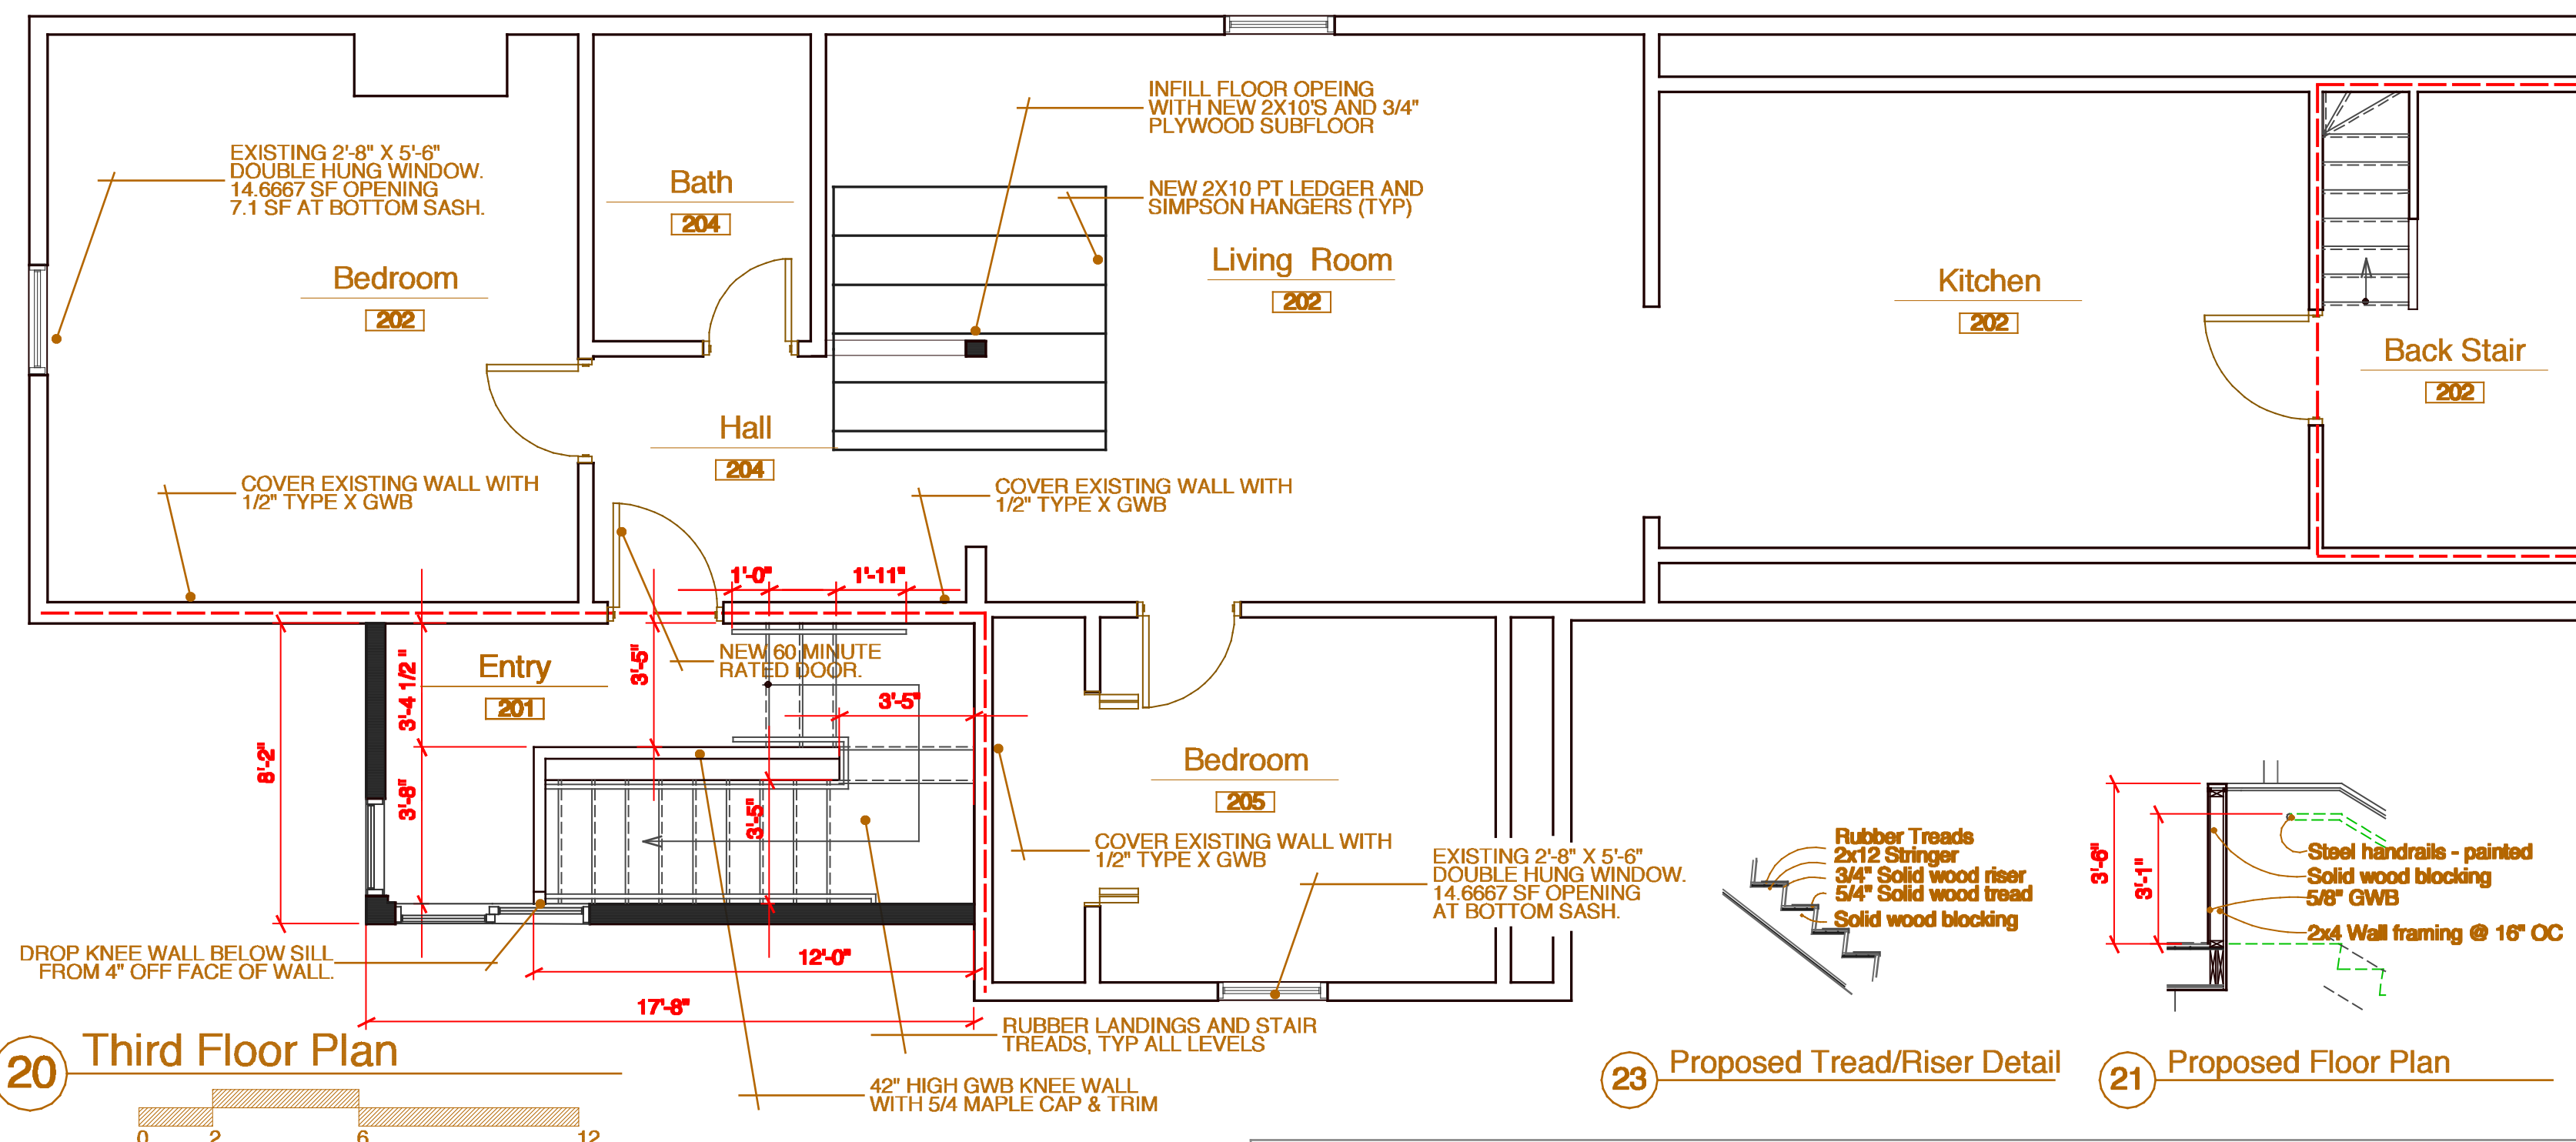 INFILL FLOOR OPEING
WITH NEW 2X10'S AND 3/4"
PLYWOOD SUBFLOOR
EXISTING 2'-8" X 5'-6"
DOUBLE HUNG WINDOW.
14.6667 SF OPENING
7.1 SF AT BOTTOM SASH.
Bath
204
NEW 2X10 PT LEDGER AND
SIMPSON HANGERS (TYP)
Bedroom
202
Living Room
202
Kitchen
202
Back Stair
202
Hall
204
COVER EXISTING WALL WITH
1/2" TYPE X GWB
COVER EXISTING WALL WITH
1/2" TYPE X GWB
1'-0"
1'-11"
NEW 60 MINUTE
RATED DOOR.
Entry
201
3'-4 1/2"
3'-5"
3'-5"
8'-2"
3'-8"
3'-5"
Bedroom
205
COVER EXISTING WALL WITH
1/2" TYPE X GWB
EXISTING 2'-8" X 5'-6"
DOUBLE HUNG WINDOW.
14.6667 SF OPENING
AT BOTTOM SASH.
Rubber Treads
2x12 Stringer
3/4" Solid wood riser
5/4" Solid wood tread
Solid wood blocking
3'-6"
3'-1"
Steel handrails - painted
Solid wood blocking
5/8" GWB
2x4 Wall framing @ 16" OC
DROP KNEE WALL BELOW SILL
FROM 4" OFF FACE OF WALL.
12'-0"
17'-8"
RUBBER LANDINGS AND STAIR
TREADS, TYP ALL LEVELS
42" HIGH GWB KNEE WALL
WITH 5/4 MAPLE CAP & TRIM
20 Third Floor Plan
0 2 6 12
23 Proposed Tread/Riser Detail
21 Proposed Floor Plan